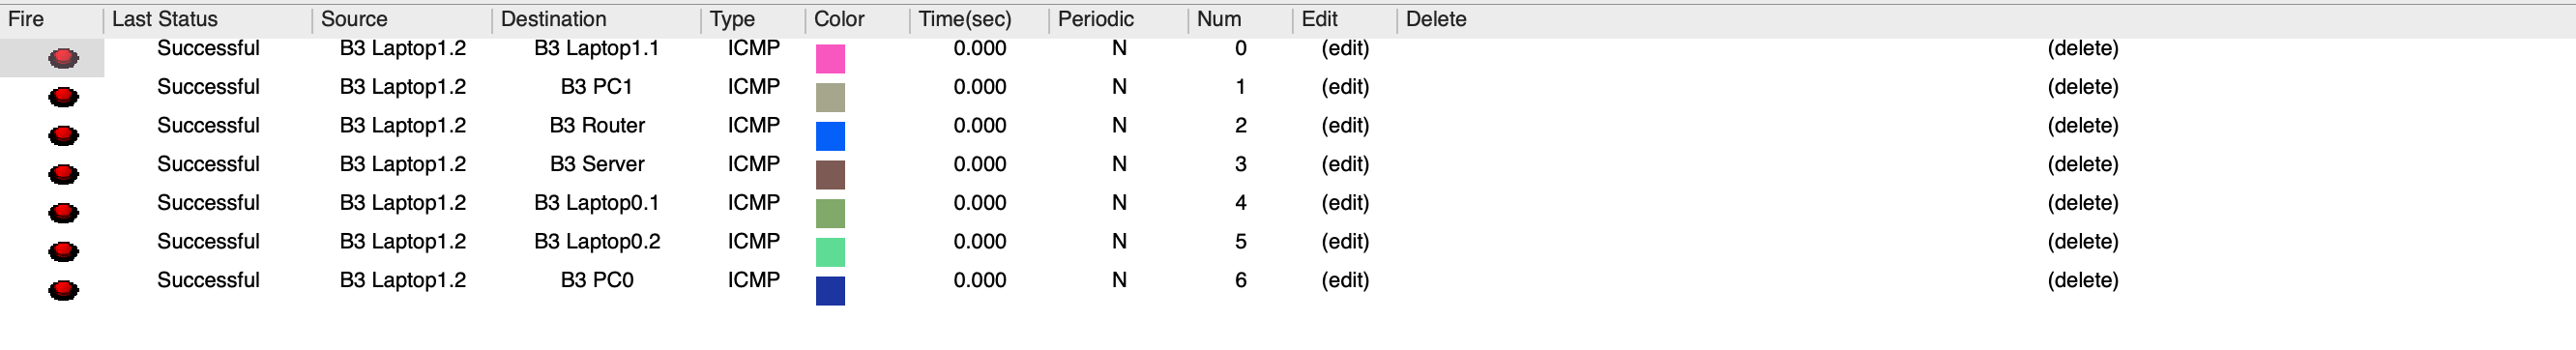 Fire Last Status Source Destination Type Color Time(sec) Periodic Num Edit Delete
Successful B3 Laptop1.2 B3 Laptop1.1 ICMP 0.000 N 0 (edit) (delete)
Successful B3 Laptop1.2 B3 PC1 ICMP 0.000 N 1 (edit) (delete)
Successful B3 Laptop1.2 B3 Router ICMP 0.000 N 2 (edit) (delete)
Successful B3 Laptop1.2 B3 Server ICMP 0.000 N 3 (edit) (delete)
Successful B3 Laptop1.2 B3 Laptop0.1 ICMP 0.000 N 4 (edit) (delete)
Successful B3 Laptop1.2 B3 Laptop0.2 ICMP 0.000 N 5 (edit) (delete)
Successful B3 Laptop1.2 B3 PC0 ICMP 0.000 N 6 (edit) (delete)